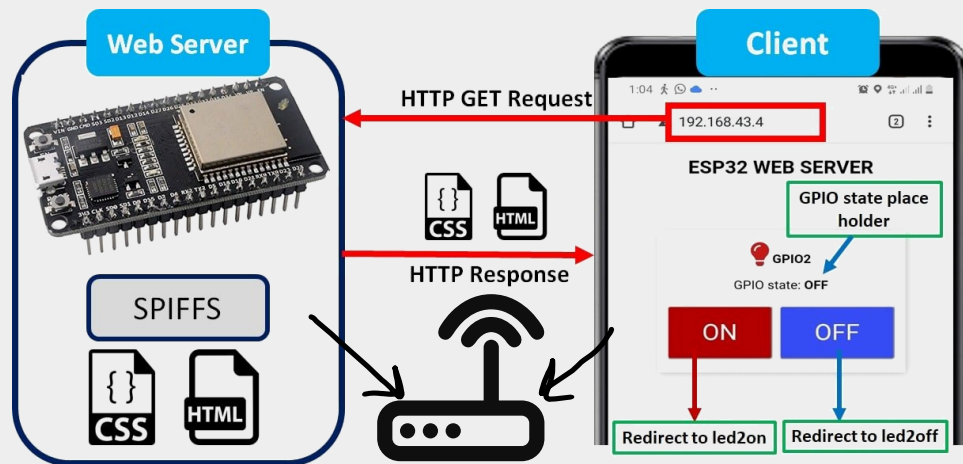 Web Server
Client
HTTP GET Request
1:04
192.168.43.4
2
ESP32 WEB SERVER
GPIO state place
holder
CSS
HTML
HTTP Response
GPIO2
GPIO state: OFF
SPIFFS
ON
OFF
CSS
HTML
Redirect to led2on
Redirect to led2off